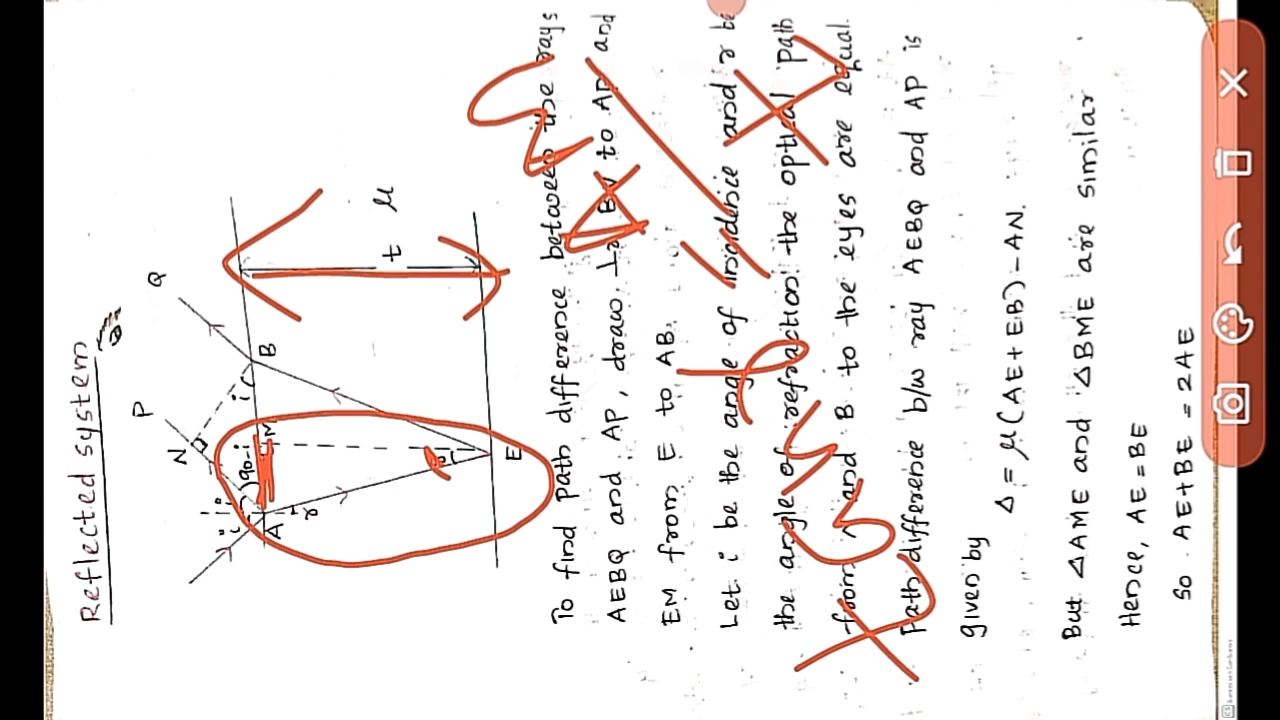 Reflected system
P
Q
N
i
90-i
i
A
M
B
r
r
t
μ
E
To find path difference between the rays
AEBQ and AP, draw to AP and
EM from E to AB.
Let i be the angle of incidence and r be
the angle of refraction. the optical path
from and B to the eyes are equal.
Path difference b/w ray AEBQ and AP is
given by
Δ = μ(AE+EB) - AN.
But △AME and △BME are similar
Hence, AE = BE
So AE+BE = 2AE